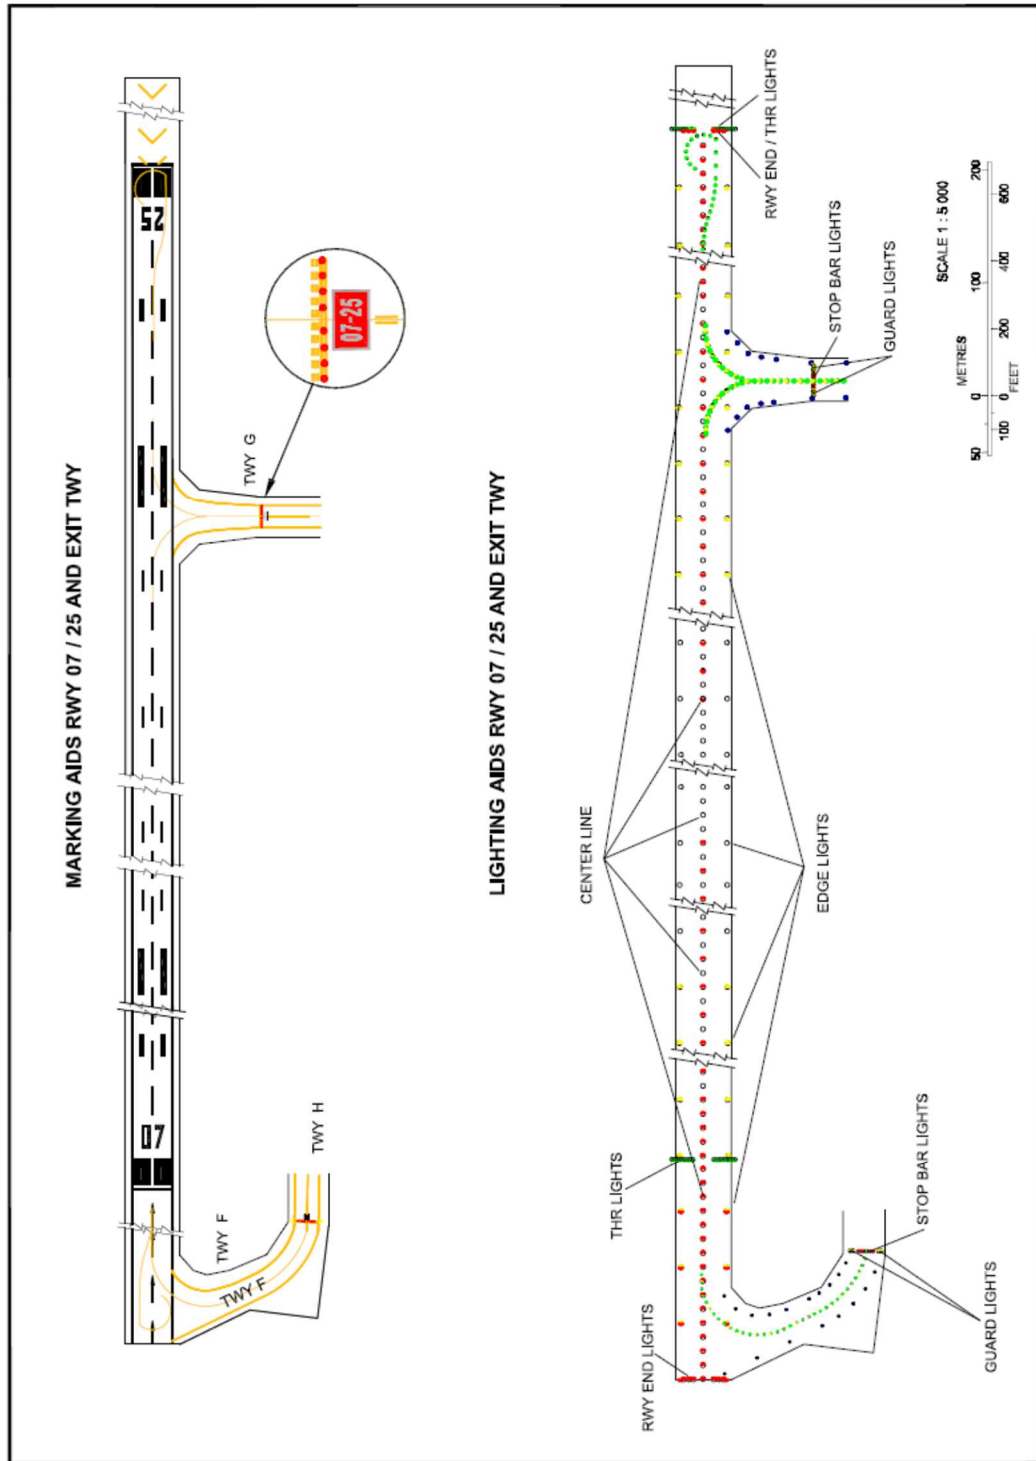 MARKING AIDS RWY 07 / 25 AND EXIT TWY
25
07-25
TWY G
07
TWY F
TWY F
TWY H
LIGHTING AIDS RWY 07 / 25 AND EXIT TWY
RWY END / THR LIGHTS
CENTER LINE
EDGE LIGHTS
THR LIGHTS
RWY END LIGHTS
STOP BAR LIGHTS
GUARD LIGHTS
STOP BAR LIGHTS
GUARD LIGHTS
SCALE 1 : 5 000
METRES
50 0 100 200
FEET
100 0 200 400 600